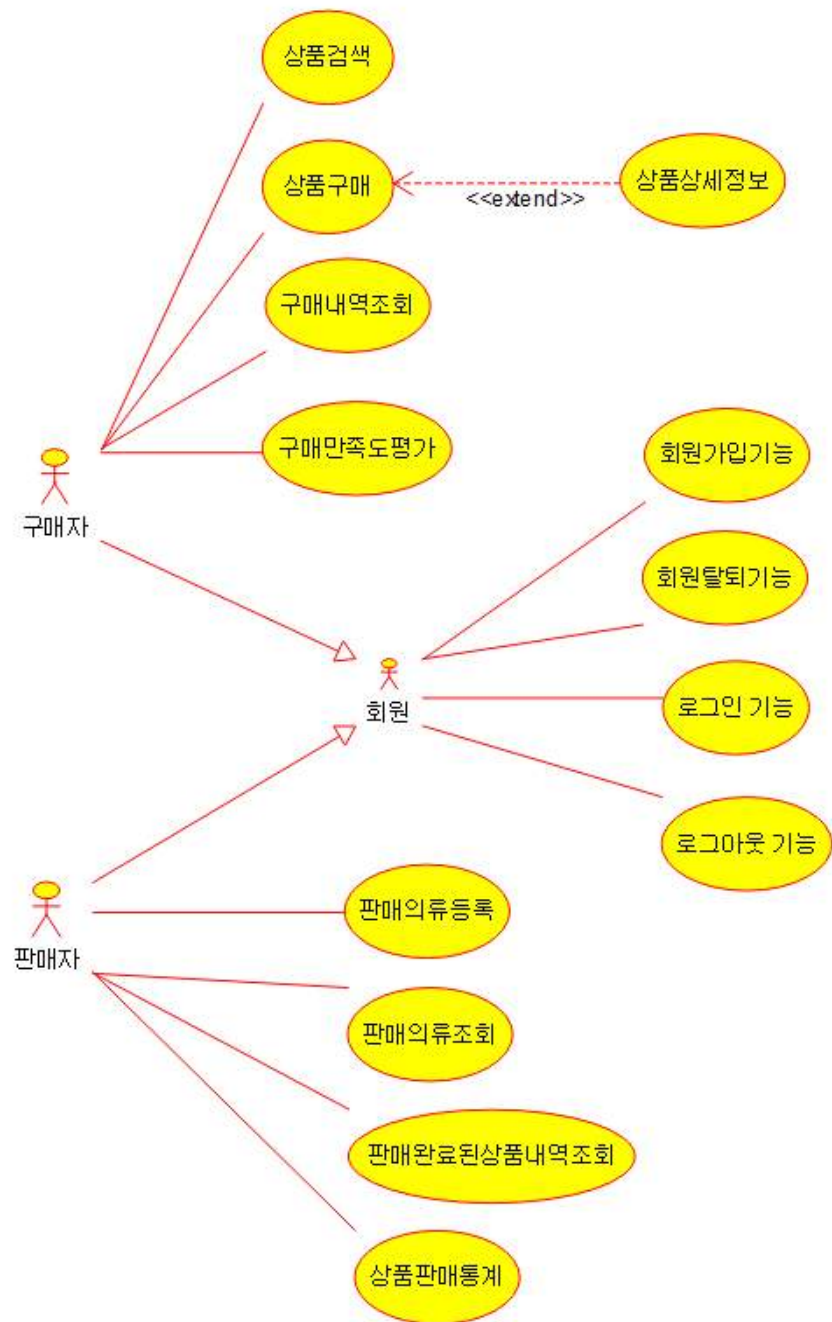 상품검색
상품구매
<<extend>>
상품상세정보
구매내역조회
구매만족도평가
구매자
회원가입기능
회원탈퇴기능
회원
로그인 기능
로그아웃 기능
판매자
판매의류등록
판매의류조회
판매완료된상품내역조회
상품판매통계